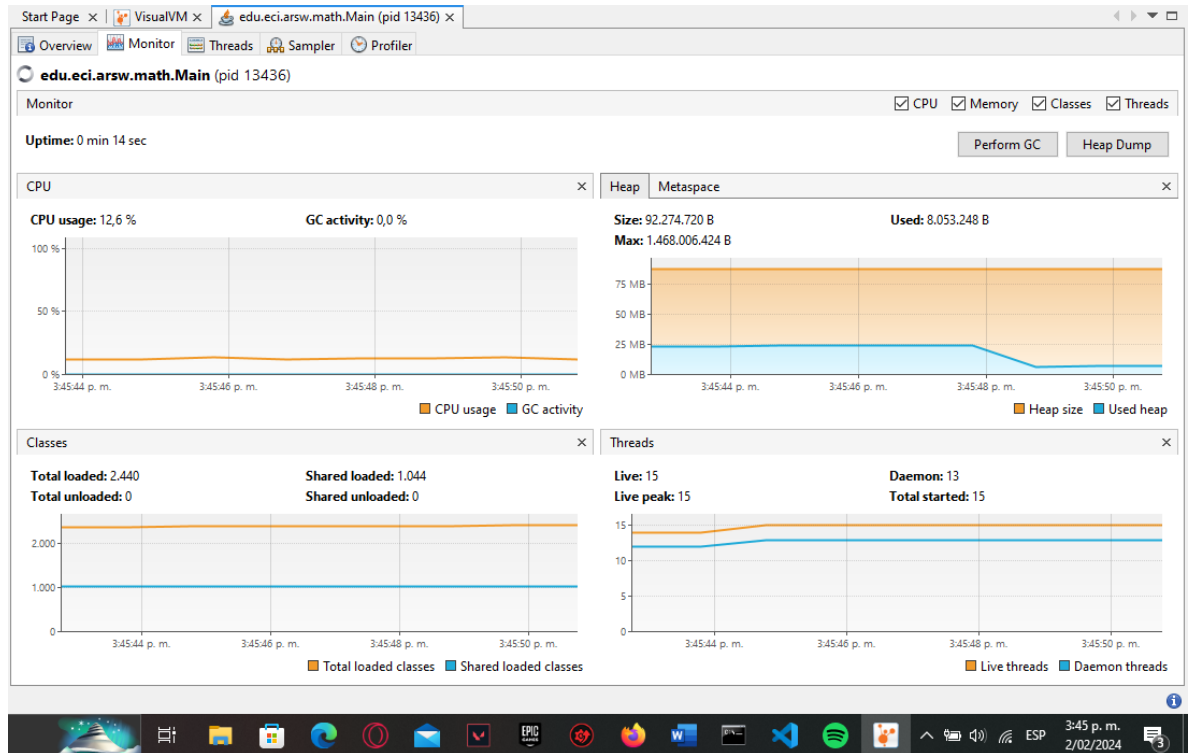 Start Page VisualVM edu.eci.arsw.math.Main (pid 13436)
Overview Monitor Threads Sampler Profiler
edu.eci.arsw.math.Main (pid 13436)
Monitor CPU Memory Classes Threads
Uptime: 0 min 14 sec
Perform GC Heap Dump
CPU
CPU usage: 12,6 % GC activity: 0,0 %
100 %
50 %
0 %
3:45:44 p. m. 3:45:46 p. m. 3:45:48 p. m. 3:45:50 p. m.
CPU usage GC activity
Heap Metaspace
Size: 92.274.720 B Used: 8.053.248 B
Max: 1.468.006.424 B
75 MB
50 MB
25 MB
0 MB
3:45:44 p. m. 3:45:46 p. m. 3:45:48 p. m. 3:45:50 p. m.
Heap size Used heap
Classes
Total loaded: 2.440 Shared loaded: 1.044
Total unloaded: 0 Shared unloaded: 0
2.000
1.000
0
3:45:44 p. m. 3:45:46 p. m. 3:45:48 p. m. 3:45:50 p. m.
Total loaded classes Shared loaded classes
Threads
Live: 15 Daemon: 13
Live peak: 15 Total started: 15
15
10
5
0
3:45:44 p. m. 3:45:46 p. m. 3:45:48 p. m. 3:45:50 p. m.
Live threads Daemon threads
EPIC
GAMES
ESP
3:45 p. m.
2/02/2024
3